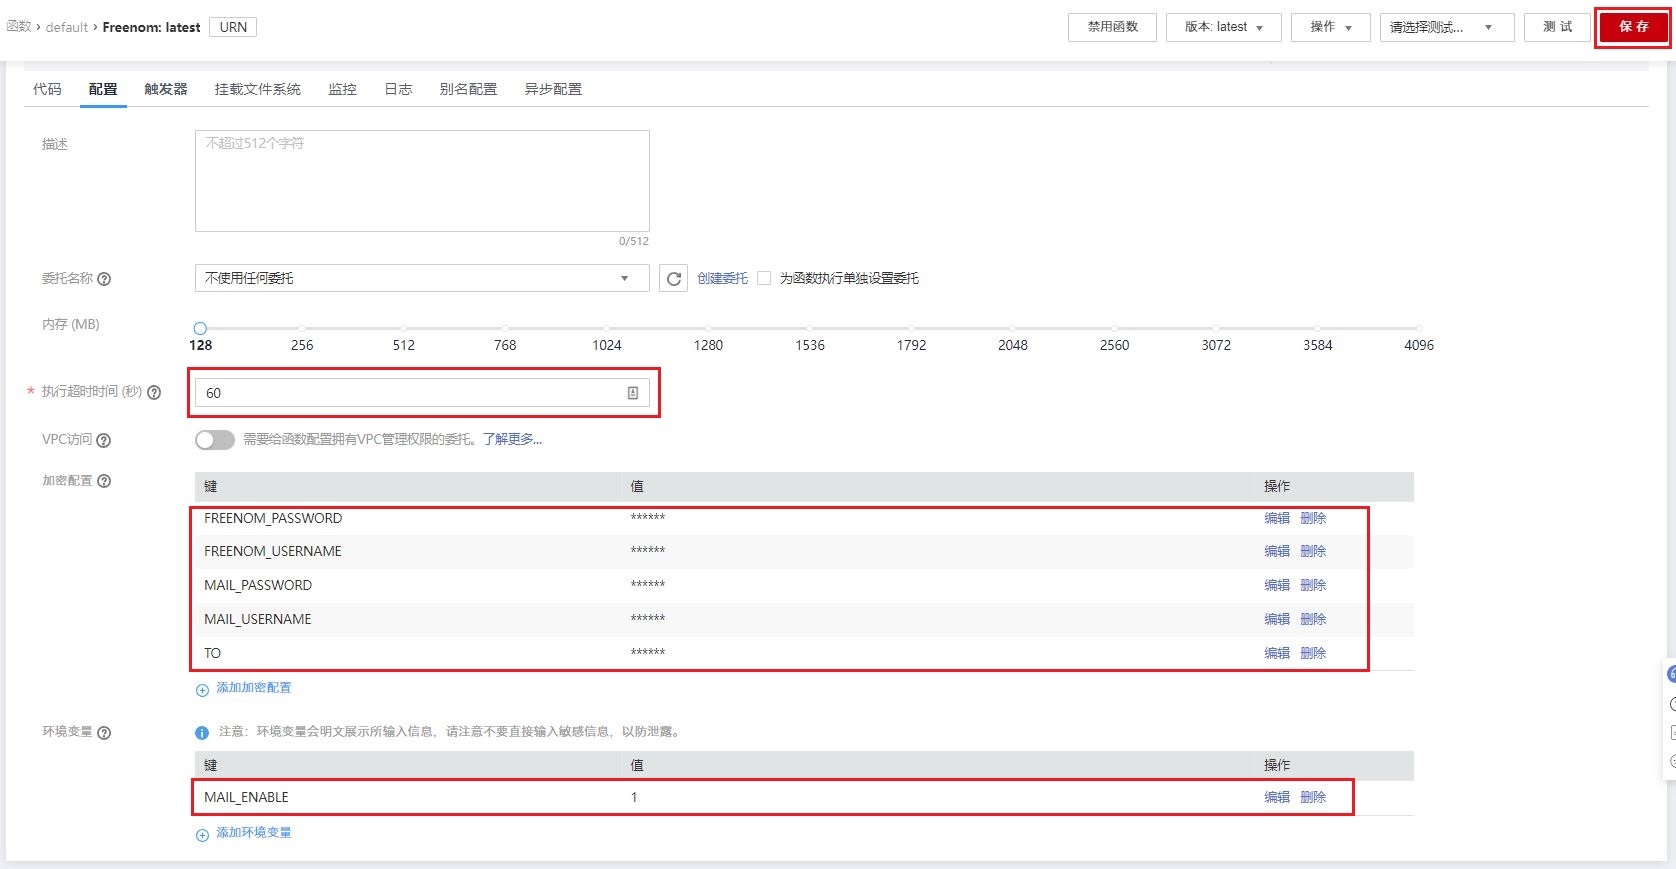 函数 › default › Freenom: latest URN 禁用函数 版本: latest 操作 请选择测试... 测 试 保 存
代码 配置 触发器 挂载文件系统 监控 日志 别名配置 异步配置
描述 不超过512个字符
0/512
委托名称 不使用任何委托 创建委托 为函数执行单独设置委托
内存 (MB)
128 256 512 768 1024 1280 1536 1792 2048 2560 3072 3584 4096
* 执行超时时间 (秒) 60
VPC访问 需要给函数配置拥有VPC管理权限的委托。了解更多...
加密配置 键 值 操作
FREENOM_PASSWORD ****** 编辑 删除
FREENOM_USERNAME ****** 编辑 删除
MAIL_PASSWORD ****** 编辑 删除
MAIL_USERNAME ****** 编辑 删除
TO ****** 编辑 删除
添加加密配置
环境变量 注意：环境变量会明文展示所输入信息，请注意不要直接输入敏感信息，以防泄露。
键 值 操作
MAIL_ENABLE 1 编辑 删除
添加环境变量